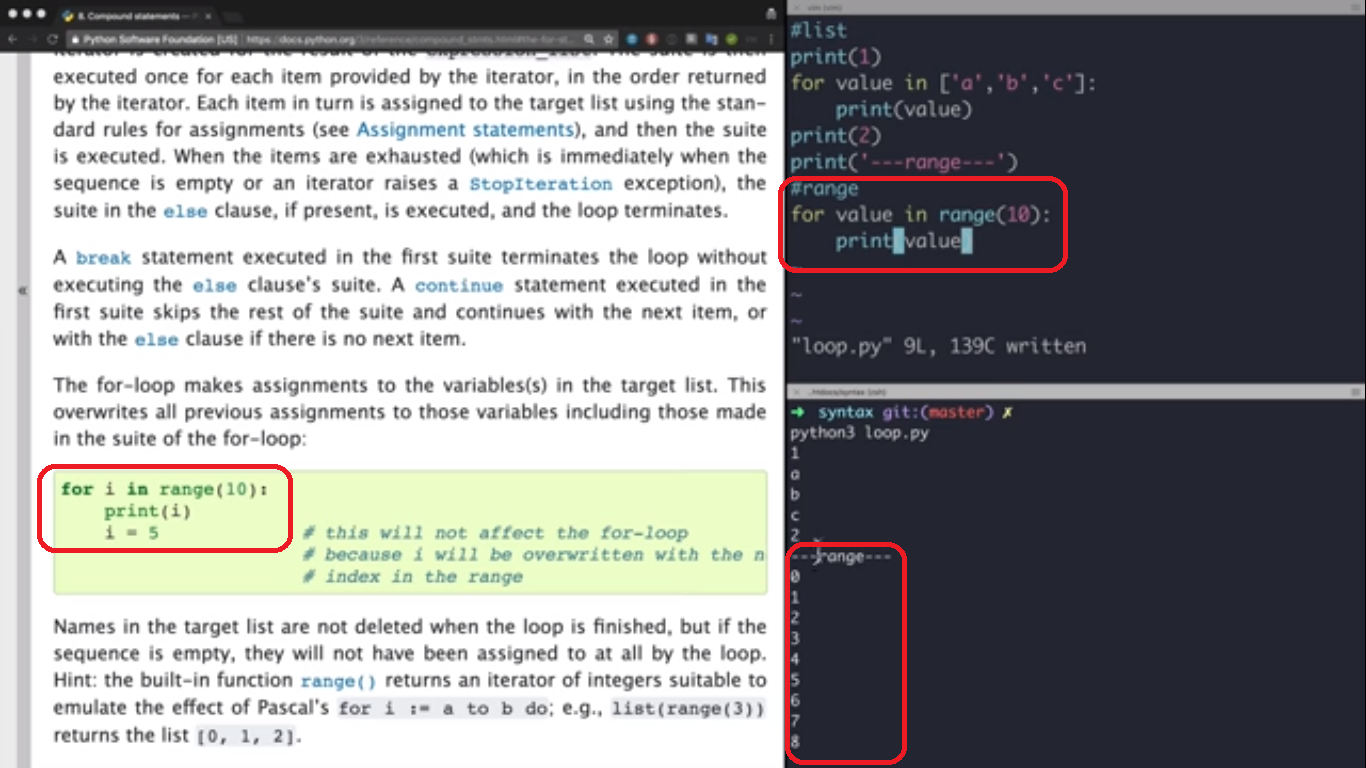 8. Compound statements —
Python Software Foundation [US] https://docs.python.org/3/reference/compound_stmts.html#the-for-st...
executed once for each item provided by the iterator, in the order returned
by the iterator. Each item in turn is assigned to the target list using the stan-
dard rules for assignments (see Assignment statements), and then the suite
is executed. When the items are exhausted (which is immediately when the
sequence is empty or an iterator raises a StopIteration exception), the
suite in the else clause, if present, is executed, and the loop terminates.
A break statement executed in the first suite terminates the loop without
executing the else clause's suite. A continue statement executed in the
first suite skips the rest of the suite and continues with the next item, or
with the else clause if there is no next item.
The for-loop makes assignments to the variables(s) in the target list. This
overwrites all previous assignments to those variables including those made
in the suite of the for-loop:
for i in range(10):
print(i)
i = 5 # this will not affect the for-loop
# because i will be overwritten with the n
# index in the range
Names in the target list are not deleted when the loop is finished, but if the
sequence is empty, they will not have been assigned to at all by the loop.
Hint: the built-in function range() returns an iterator of integers suitable to
emulate the effect of Pascal's for i := a to b do; e.g., list(range(3))
returns the list [0, 1, 2].
vim (vim)
#list
print(1)
for value in ['a','b','c']:
print(value)
print(2)
print('---range---')
#range
for value in range(10):
print(value)
~
~
"loop.py" 9L, 139C written
..htdocs/syntax (zsh)
➜ syntax git:(master) ✗
python3 loop.py
1
a
b
c
2
---range---
0
1
2
3
4
5
6
7
8